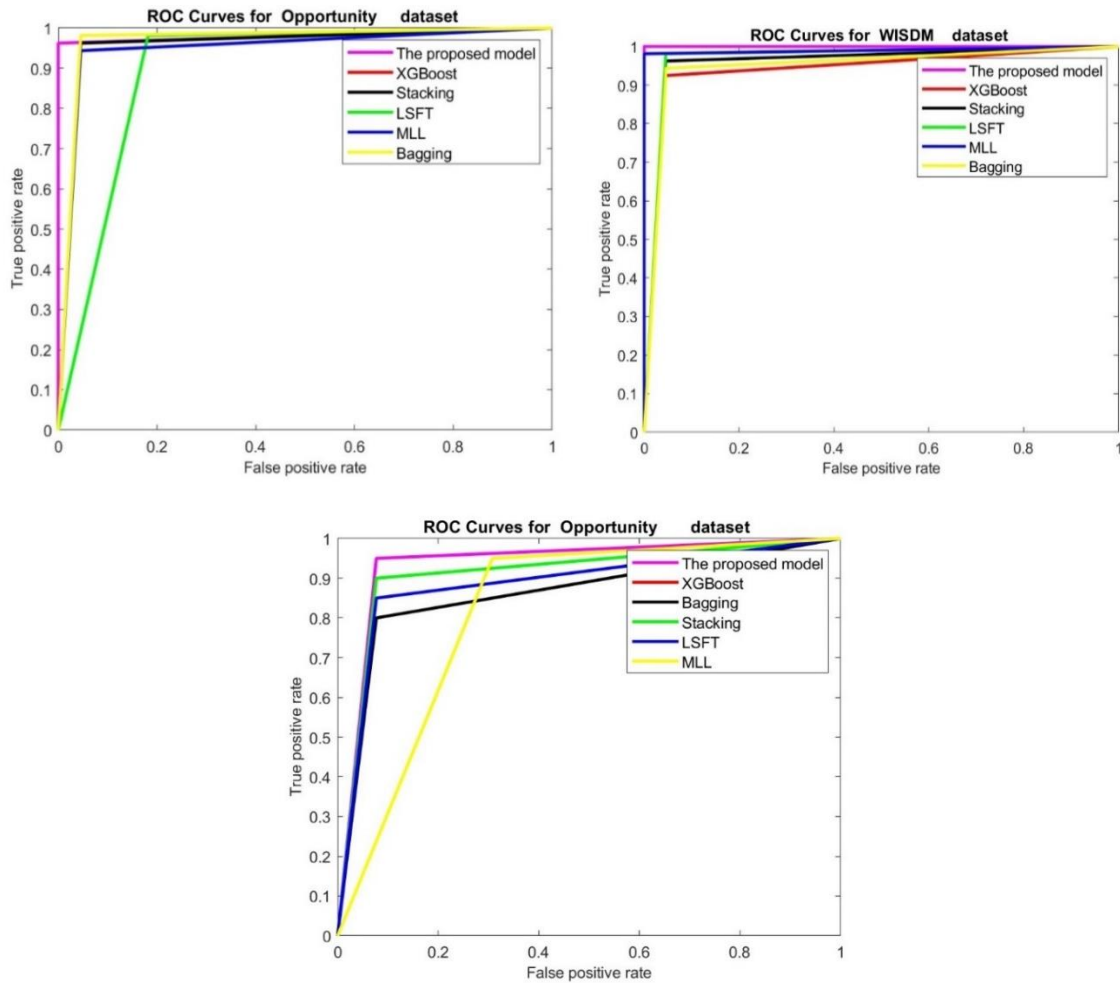 ROC Curves for Opportunity dataset
1
0.9
0.8
0.7
0.6
0.5
0.4
0.3
0.2
0.1
0
True positive rate
The proposed model
XGBoost
Stacking
LSFT
MLL
Bagging
0 0.2 0.4 0.6 0.8 1
False positive rate
ROC Curves for WISDM dataset
1
0.9
0.8
0.7
0.6
0.5
0.4
0.3
0.2
0.1
0
True positive rate
The proposed model
XGBoost
Stacking
LSFT
MLL
Bagging
0 0.2 0.4 0.6 0.8 1
False positive rate
ROC Curves for Opportunity dataset
1
0.9
0.8
0.7
0.6
0.5
0.4
0.3
0.2
0.1
0
True positive rate
The proposed model
XGBoost
Bagging
Stacking
LSFT
MLL
0 0.2 0.4 0.6 0.8 1
False positive rate